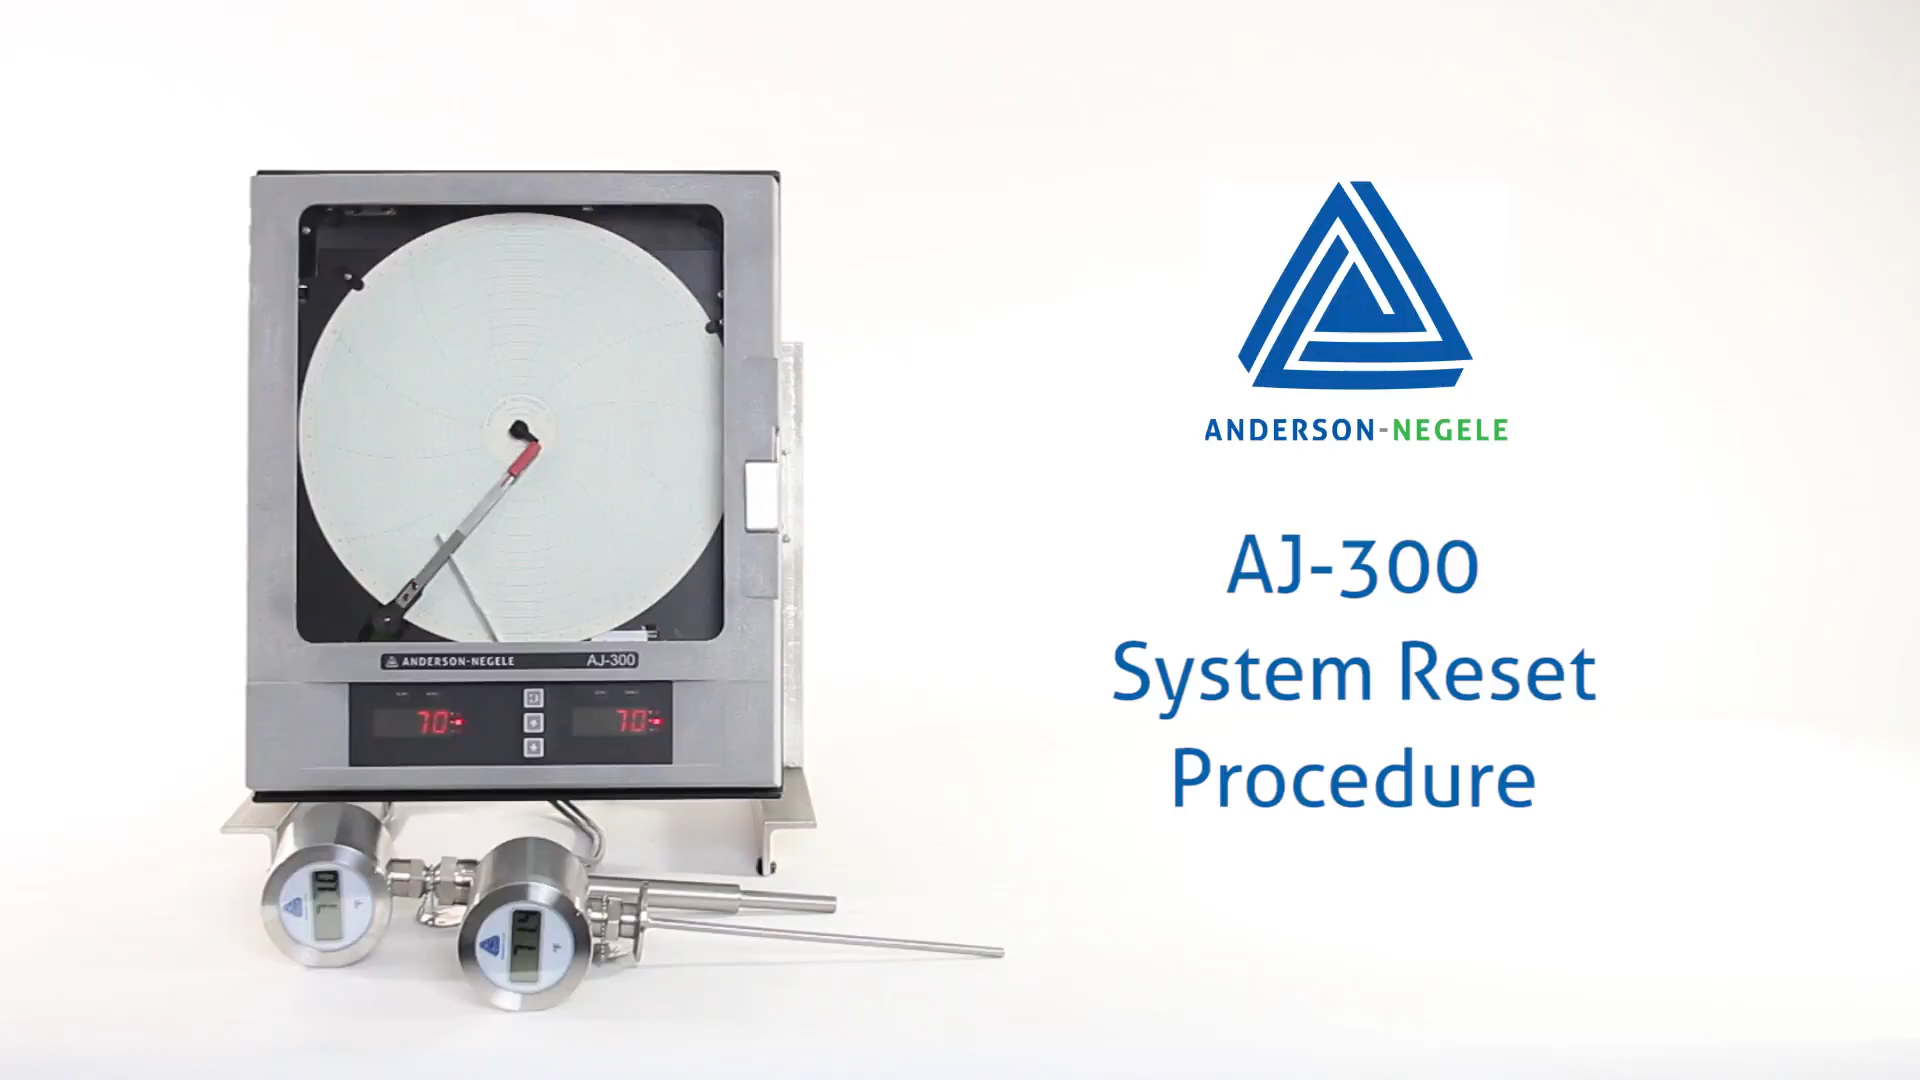 ANDERSON-NEGELE
AJ-300
System Reset
Procedure
ANDERSON-NEGELE AJ-300
70 70